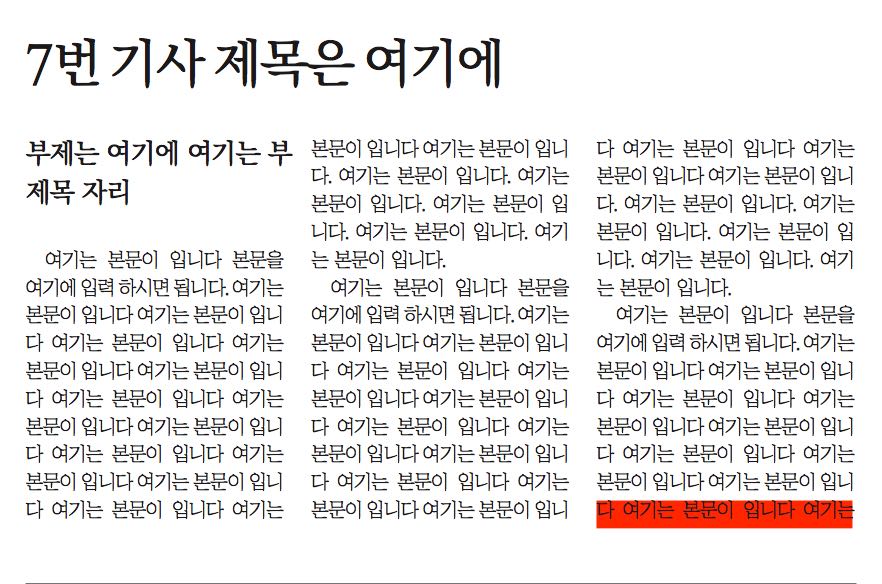 7번 기사 제목은 여기에
부제는 여기에 여기는 부
제목 자리
여기는 본문이 입니다 본문을
여기에 입력 하시면 됩니다. 여기는
본문이 입니다 여기는 본문이 입니
다 여기는 본문이 입니다 여기는
본문이 입니다 여기는 본문이 입니
다 여기는 본문이 입니다 여기는
본문이 입니다 여기는 본문이 입니
다 여기는 본문이 입니다 여기는
본문이 입니다 여기는 본문이 입니
다 여기는 본문이 입니다 여기는
본문이 입니다 여기는 본문이 입니
다. 여기는 본문이 입니다. 여기는
본문이 입니다. 여기는 본문이 입
니다. 여기는 본문이 입니다. 여기
는 본문이 입니다.
여기는 본문이 입니다 본문을
여기에 입력 하시면 됩니다. 여기는
본문이 입니다 여기는 본문이 입니
다 여기는 본문이 입니다 여기는
본문이 입니다 여기는 본문이 입니
다 여기는 본문이 입니다 여기는
본문이 입니다 여기는 본문이 입니
다 여기는 본문이 입니다 여기는
본문이 입니다 여기는 본문이 입니
다 여기는 본문이 입니다 여기는
본문이 입니다 여기는 본문이 입니
다. 여기는 본문이 입니다. 여기는
본문이 입니다. 여기는 본문이 입
니다. 여기는 본문이 입니다. 여기
는 본문이 입니다.
여기는 본문이 입니다 본문을
여기에 입력 하시면 됩니다. 여기는
본문이 입니다 여기는 본문이 입니
다 여기는 본문이 입니다 여기는
본문이 입니다 여기는 본문이 입니
다 여기는 본문이 입니다 여기는
본문이 입니다 여기는 본문이 입니
다 여기는 본문이 입니다 여기는